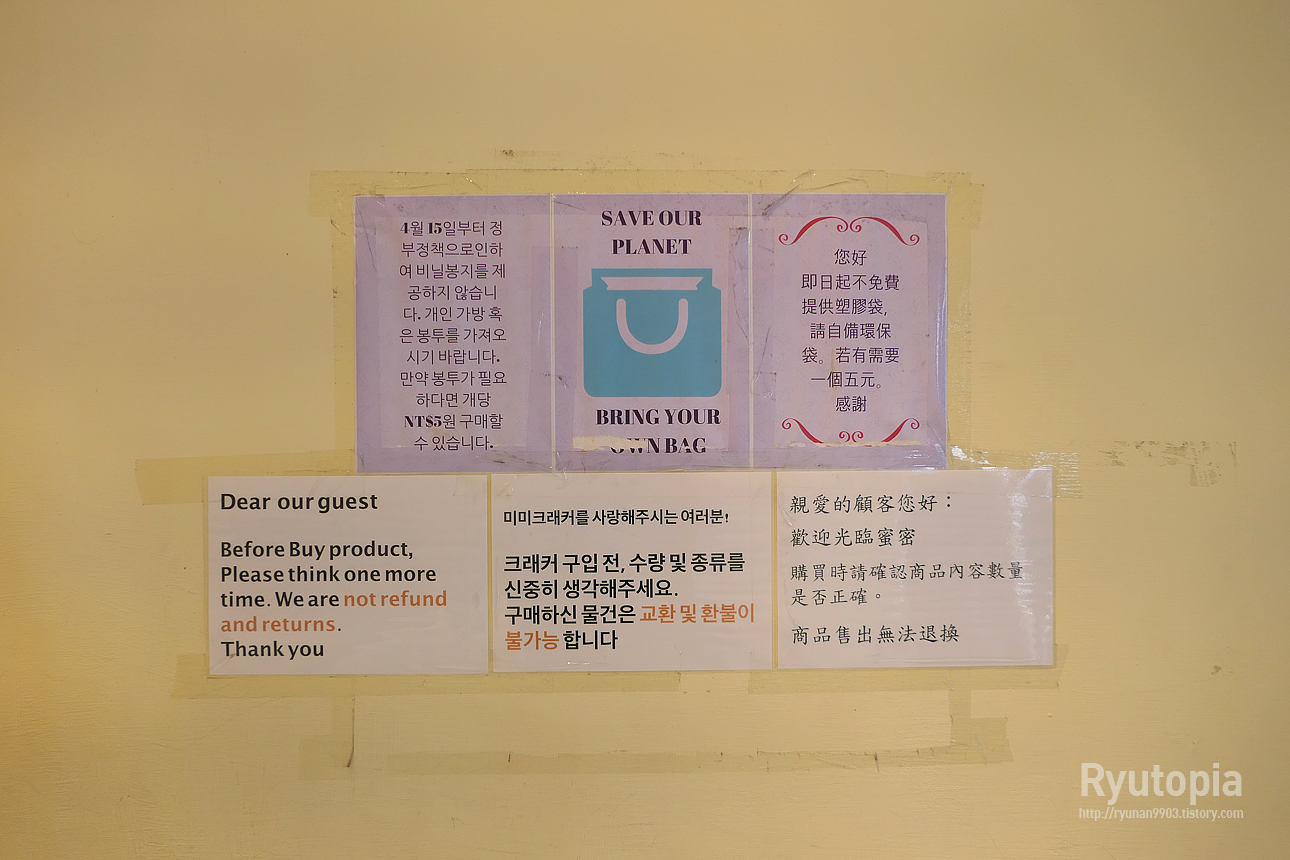 4월 15일부터 정
부정책으로인하
여 비닐봉지를 제
공하지 않습니
다. 개인 가방 혹
은 봉투를 가져오
시기 바랍니다.
만약 봉투가 필요
하다면 개당
NT$5원 구매할
수 있습니다.
SAVE OUR
PLANET
BRING YOUR
OWN BAG
您好
即日起不免費
提供塑膠袋,
請自備環保
袋。若有需要
一個五元。
感謝
Dear our guest
Before Buy product,
Please think one more
time. We are not refund
and returns.
Thank you
미미크래커를 사랑해주시는 여러분!
크래커 구입 전, 수량 및 종류를
신중히 생각해주세요.
구매하신 물건은 교환 및 환불이
불가능 합니다
親愛的顧客您好：
歡迎光臨蜜密
購買時請確認商品內容數量
是否正確。
商品售出無法退換
Ryutopia
http://ryunan9903.tistory.com